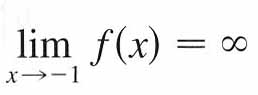 lim f(x) = ∞
x→−1